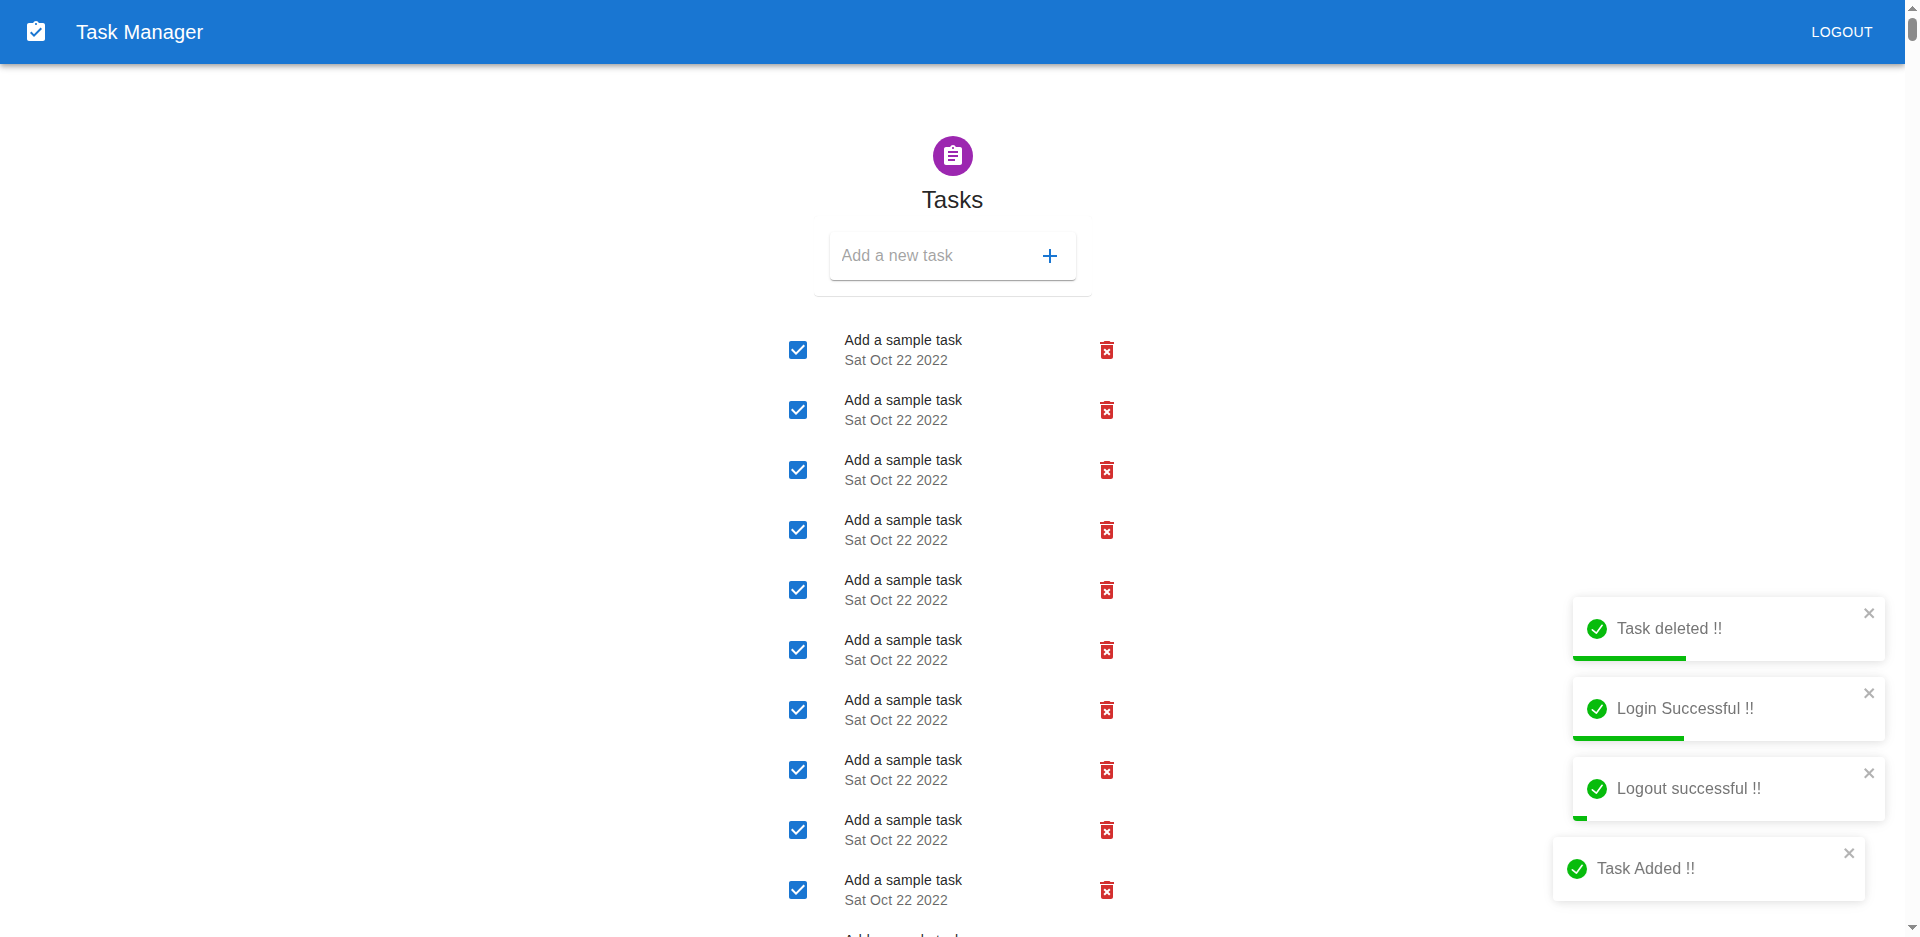 Task Manager
LOGOUT
Tasks
Add a new task
Add a sample task
Sat Oct 22 2022
Add a sample task
Sat Oct 22 2022
Add a sample task
Sat Oct 22 2022
Add a sample task
Sat Oct 22 2022
Add a sample task
Sat Oct 22 2022
Add a sample task
Sat Oct 22 2022
Add a sample task
Sat Oct 22 2022
Add a sample task
Sat Oct 22 2022
Add a sample task
Sat Oct 22 2022
Add a sample task
Sat Oct 22 2022
Task deleted !!
Login Successful !!
Logout successful !!
Task Added !!